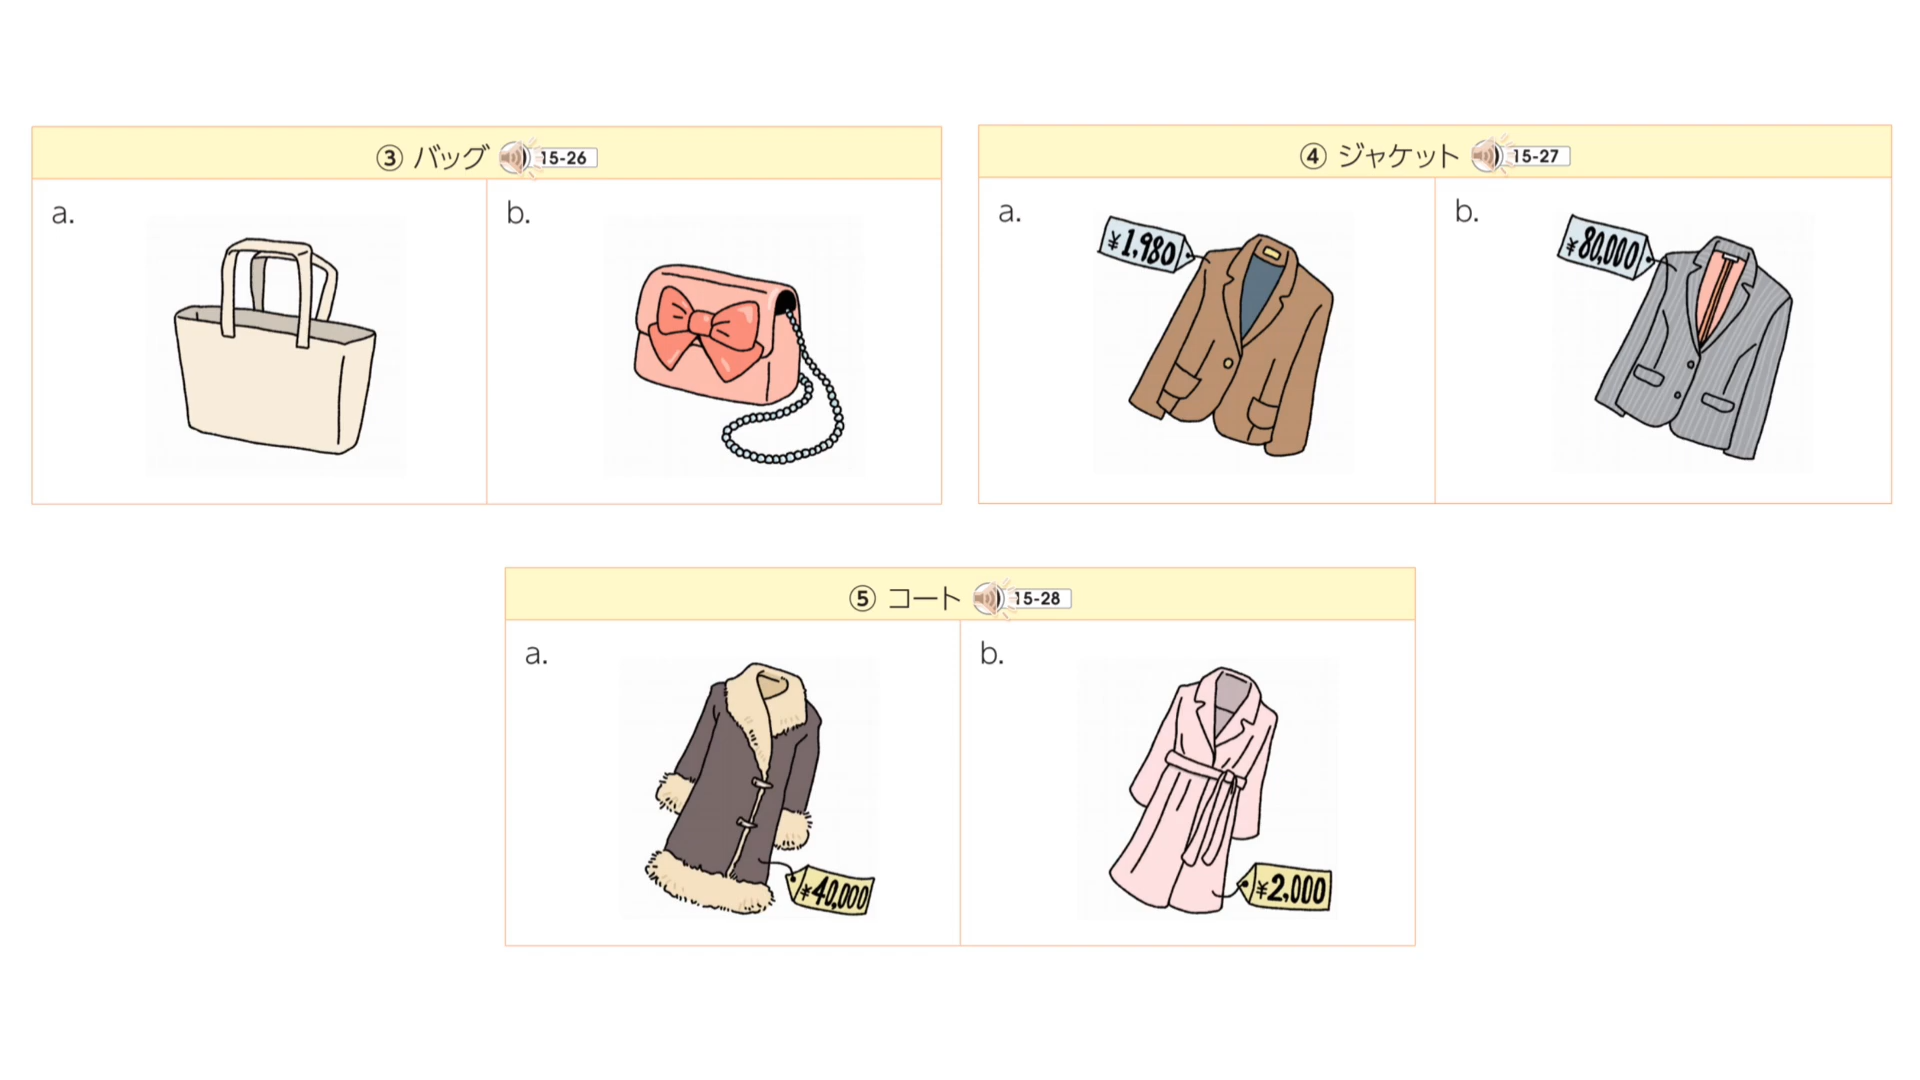 ③ バッグ 15-26
a.
b.
④ ジャケット 15-27
a.
¥1,980
b.
¥80,000
⑤ コート 15-28
a.
¥40,000
b.
¥2,000